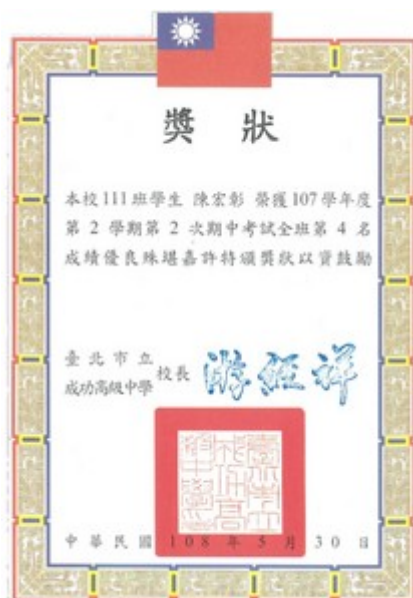 獎狀
本校111班學生 陳宏彰 榮獲107學年度
第2學期第2次期中考試全班第4名
成績優良殊堪嘉許特頒獎狀以資鼓勵
臺北市立
成功高級中學
校長 游經祥
中華民國 108 年 5 月 30 日